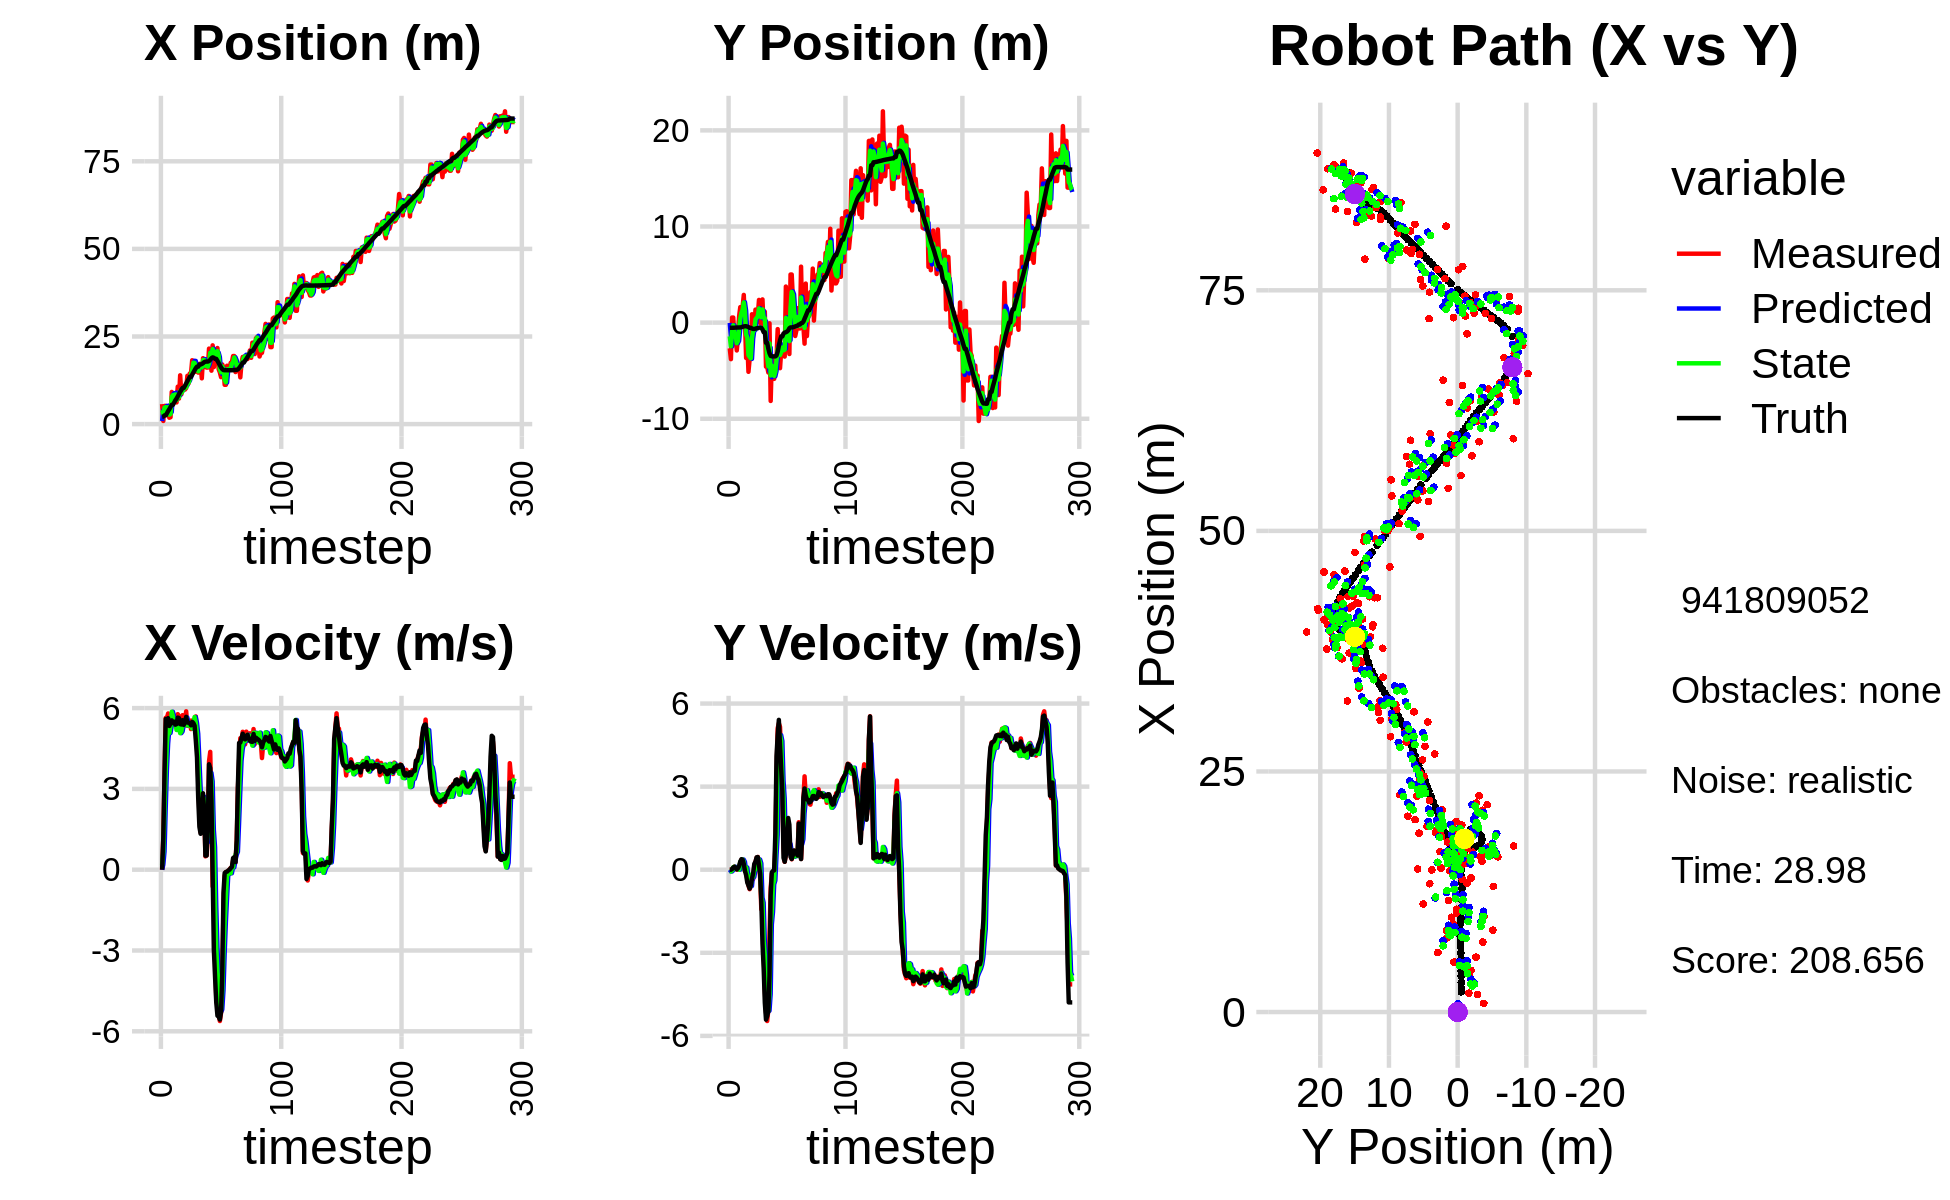 X Position (m)
75
50
25
0
0
100
200
300
timestep
Y Position (m)
20
10
0
-10
0
100
200
300
timestep
X Velocity (m/s)
6
3
0
-3
-6
0
100
200
300
timestep
Y Velocity (m/s)
6
3
0
-3
-6
0
100
200
300
timestep
Robot Path (X vs Y)
X Position (m)
75
50
25
0
20 10 0 -10 -20
Y Position (m)
variable
Measured
Predicted
State
Truth
941809052
Obstacles: none
Noise: realistic
Time: 28.98
Score: 208.656